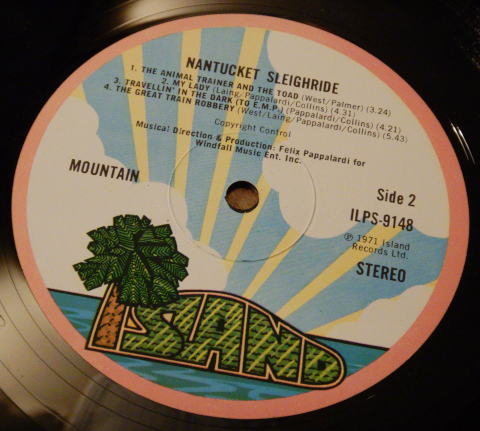 NANTUCKET SLEIGHRIDE
1. THE ANIMAL TRAINER AND THE TOAD (West/Palmer) (3.24)
2. MY LADY (Laing/Pappalardi/Collins) (4.31)
3. TRAVELLIN' IN THE DARK (TO E.M.P.) (Pappalardi/Collins) (4.21)
4. THE GREAT TRAIN ROBBERY (West/Laing/Pappalardi/Collins) (5.43)
Copyright Control
Musical Direction & Production: Felix Pappalardi for
Windfall Music Ent. Inc.
MOUNTAIN
Side 2
ILPS-9148
℗ 1971 Island
Records Ltd.
STEREO
ISLAND